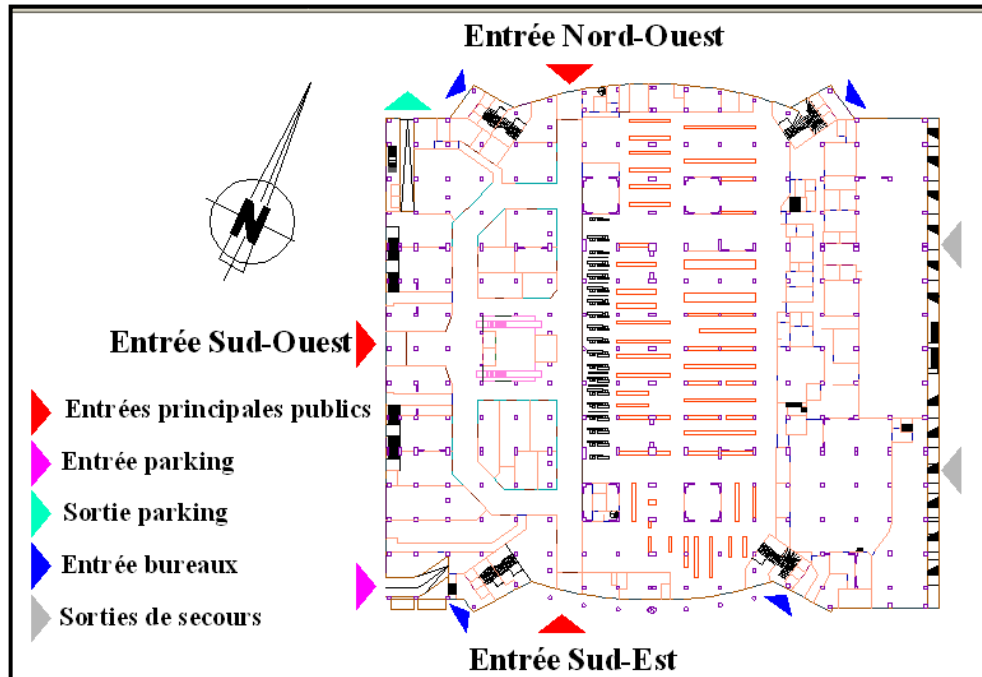 Entrée Nord-Ouest
N
Entrée Sud-Ouest
Entrées principales publics
Entrée parking
Sortie parking
Entrée bureaux
Sorties de secours
Entrée Sud-Est